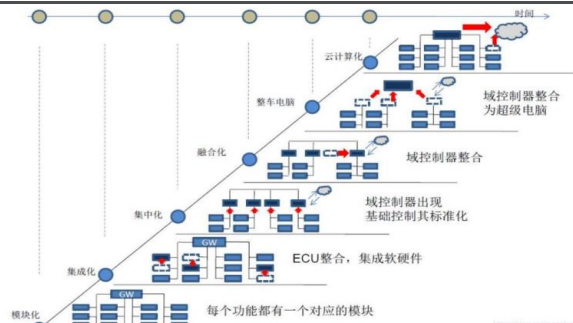 时间
云计算化
整车电脑
域控制器整合
为超级电脑
融合化
域控制器整合
集中化
域控制器出现
基础控制其标准化
GW
ECU整合，集成软硬件
集成化
GW
每个功能都有一个对应的模块
模块化